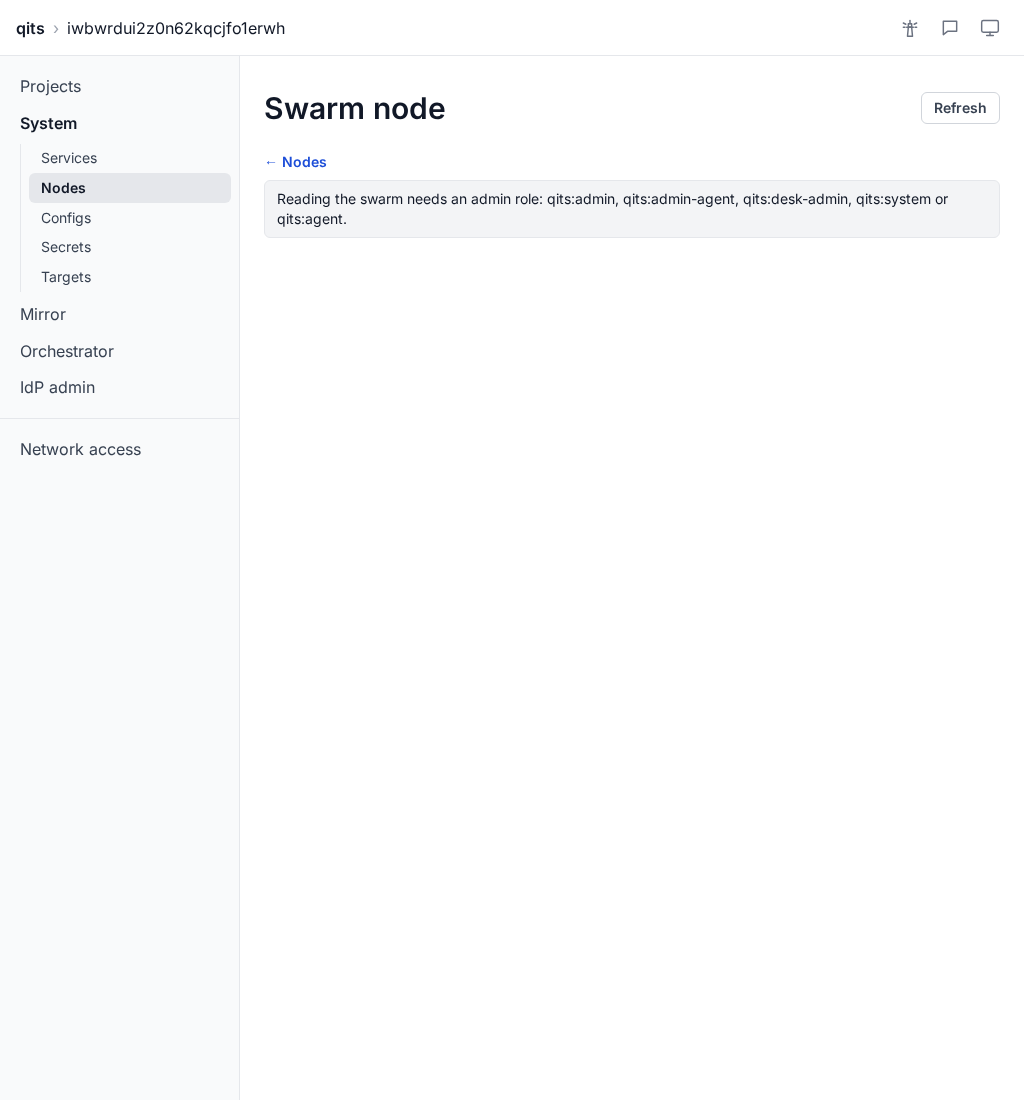 qits › iwbwrdui2z0n62kqcjfo1erwh
Projects
System
Services
Nodes
Configs
Secrets
Targets
Mirror
Orchestrator
IdP admin
Network access
Swarm node
Refresh
← Nodes
Reading the swarm needs an admin role: qits:admin, qits:admin-agent, qits:desk-admin, qits:system or
qits:agent.